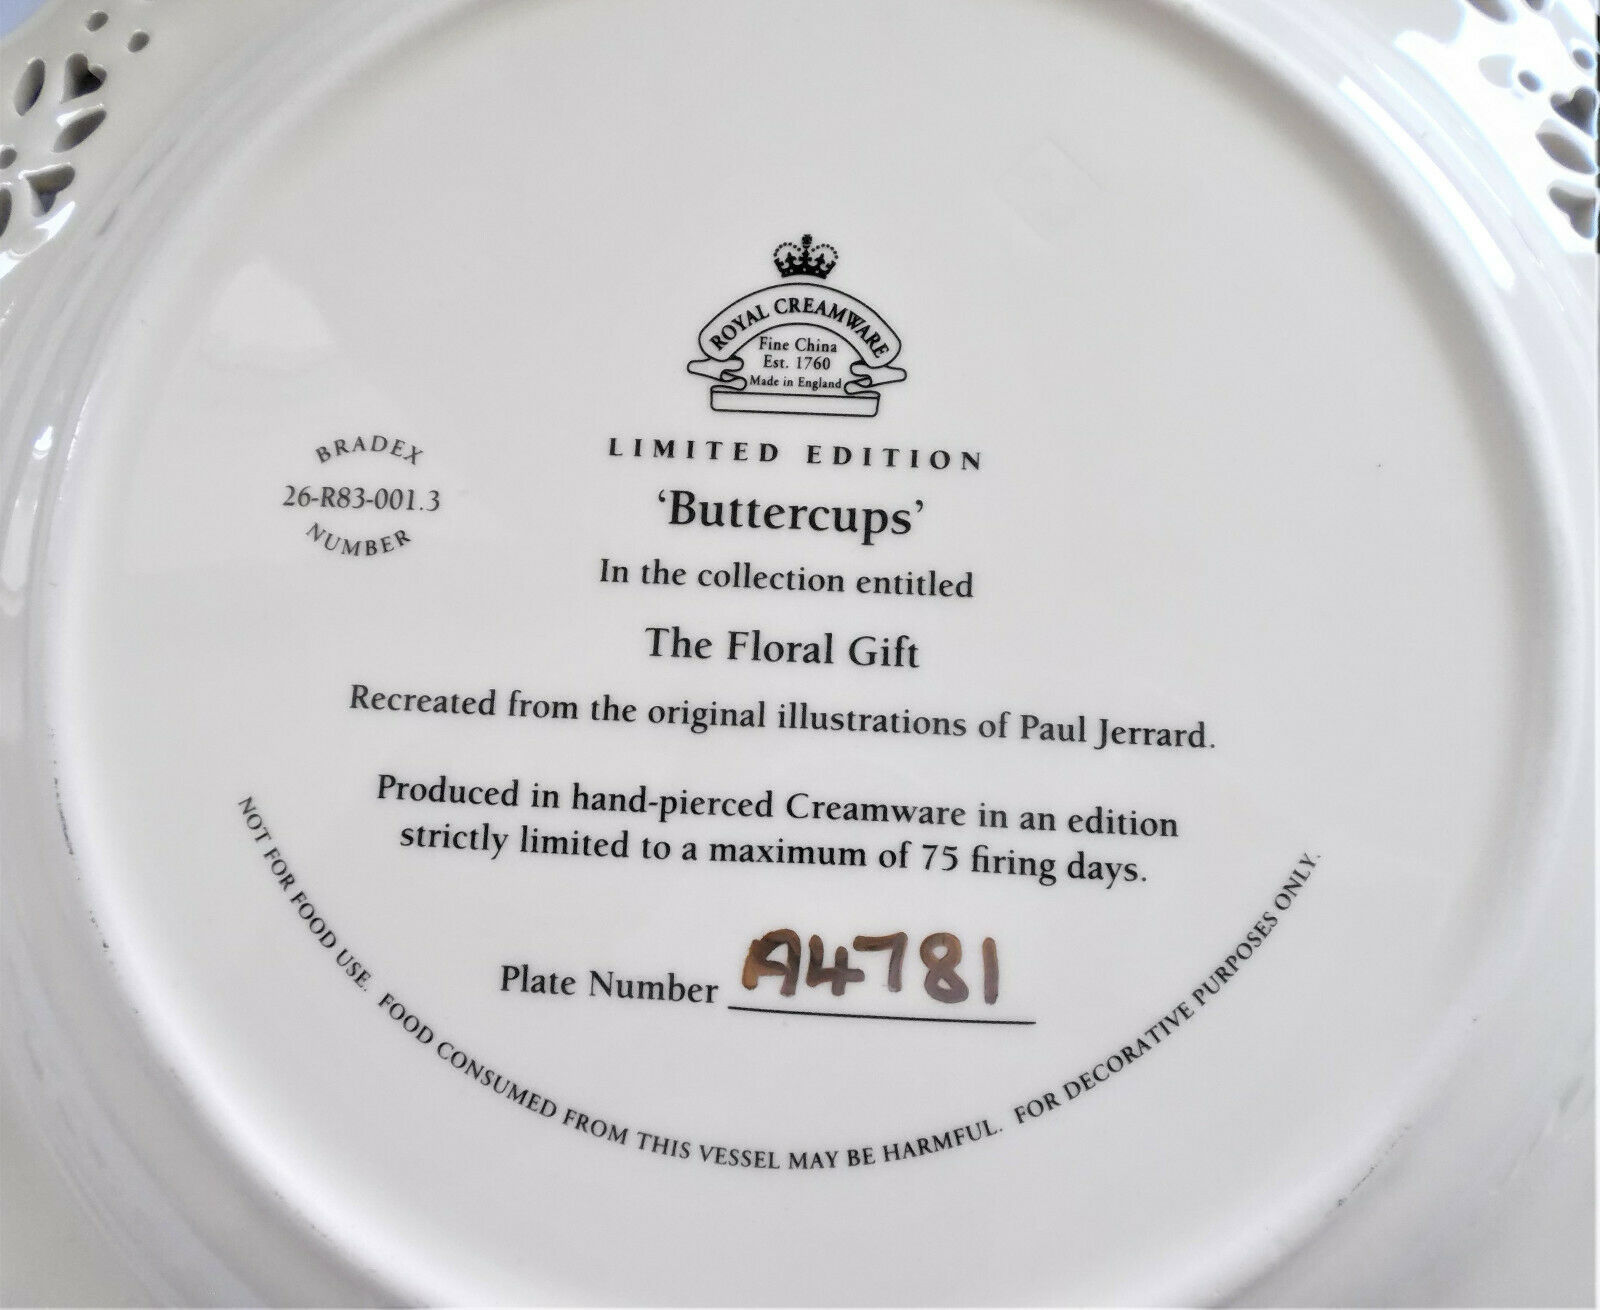 ROYAL CREAMWARE
Fine China
Est. 1760
Made in England
LIMITED EDITION
BRADEX
26-R83-001.3
NUMBER
‘Buttercups’
In the collection entitled
The Floral Gift
Recreated from the original illustrations of Paul Jerrard.
Produced in hand-pierced Creamware in an edition
strictly limited to a maximum of 75 firing days.
Plate Number A4781
NOT FOR FOOD USE. FOOD CONSUMED FROM THIS VESSEL MAY BE HARMFUL. FOR DECORATIVE PURPOSES ONLY.